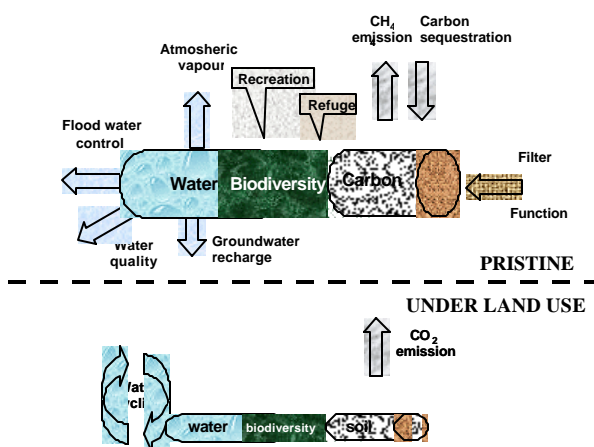 CH4
emission
Carbon
sequestration
Atmosheric
vapour
Recreation
Refuge
Flood water
control
Water
Biodiversity
Carbon
Filter
Function
Water
quality
Groundwater
recharge
PRISTINE
UNDER LAND USE
CO2
emission
water
biodiversity
soil